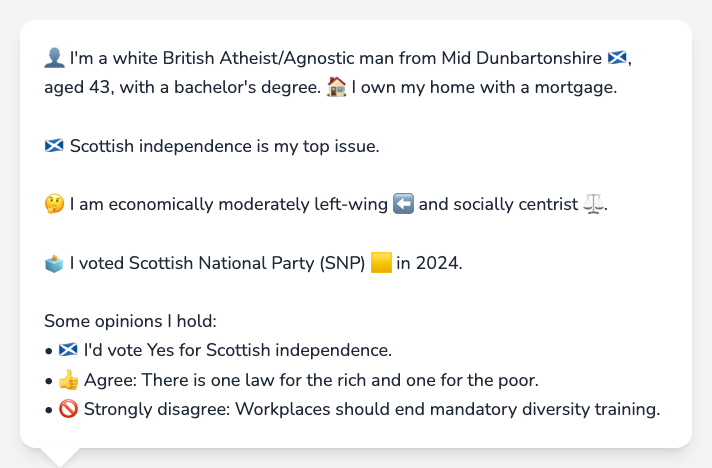 👤 I'm a white British Atheist/Agnostic man from Mid Dunbartonshire 🏴󠁧󠁢󠁳󠁣󠁴󠁿,
aged 43, with a bachelor's degree. 🏠 I own my home with a mortgage.
🏴󠁧󠁢󠁳󠁣󠁴󠁿 Scottish independence is my top issue.
🤔 I am economically moderately left-wing ⬅️ and socially centrist ⚖️.
🗳️ I voted Scottish National Party (SNP) 🟨 in 2024.
Some opinions I hold:
• 🏴󠁧󠁢󠁳󠁣󠁴󠁿 I'd vote Yes for Scottish independence.
• 👍 Agree: There is one law for the rich and one for the poor.
• 🚫 Strongly disagree: Workplaces should end mandatory diversity training.